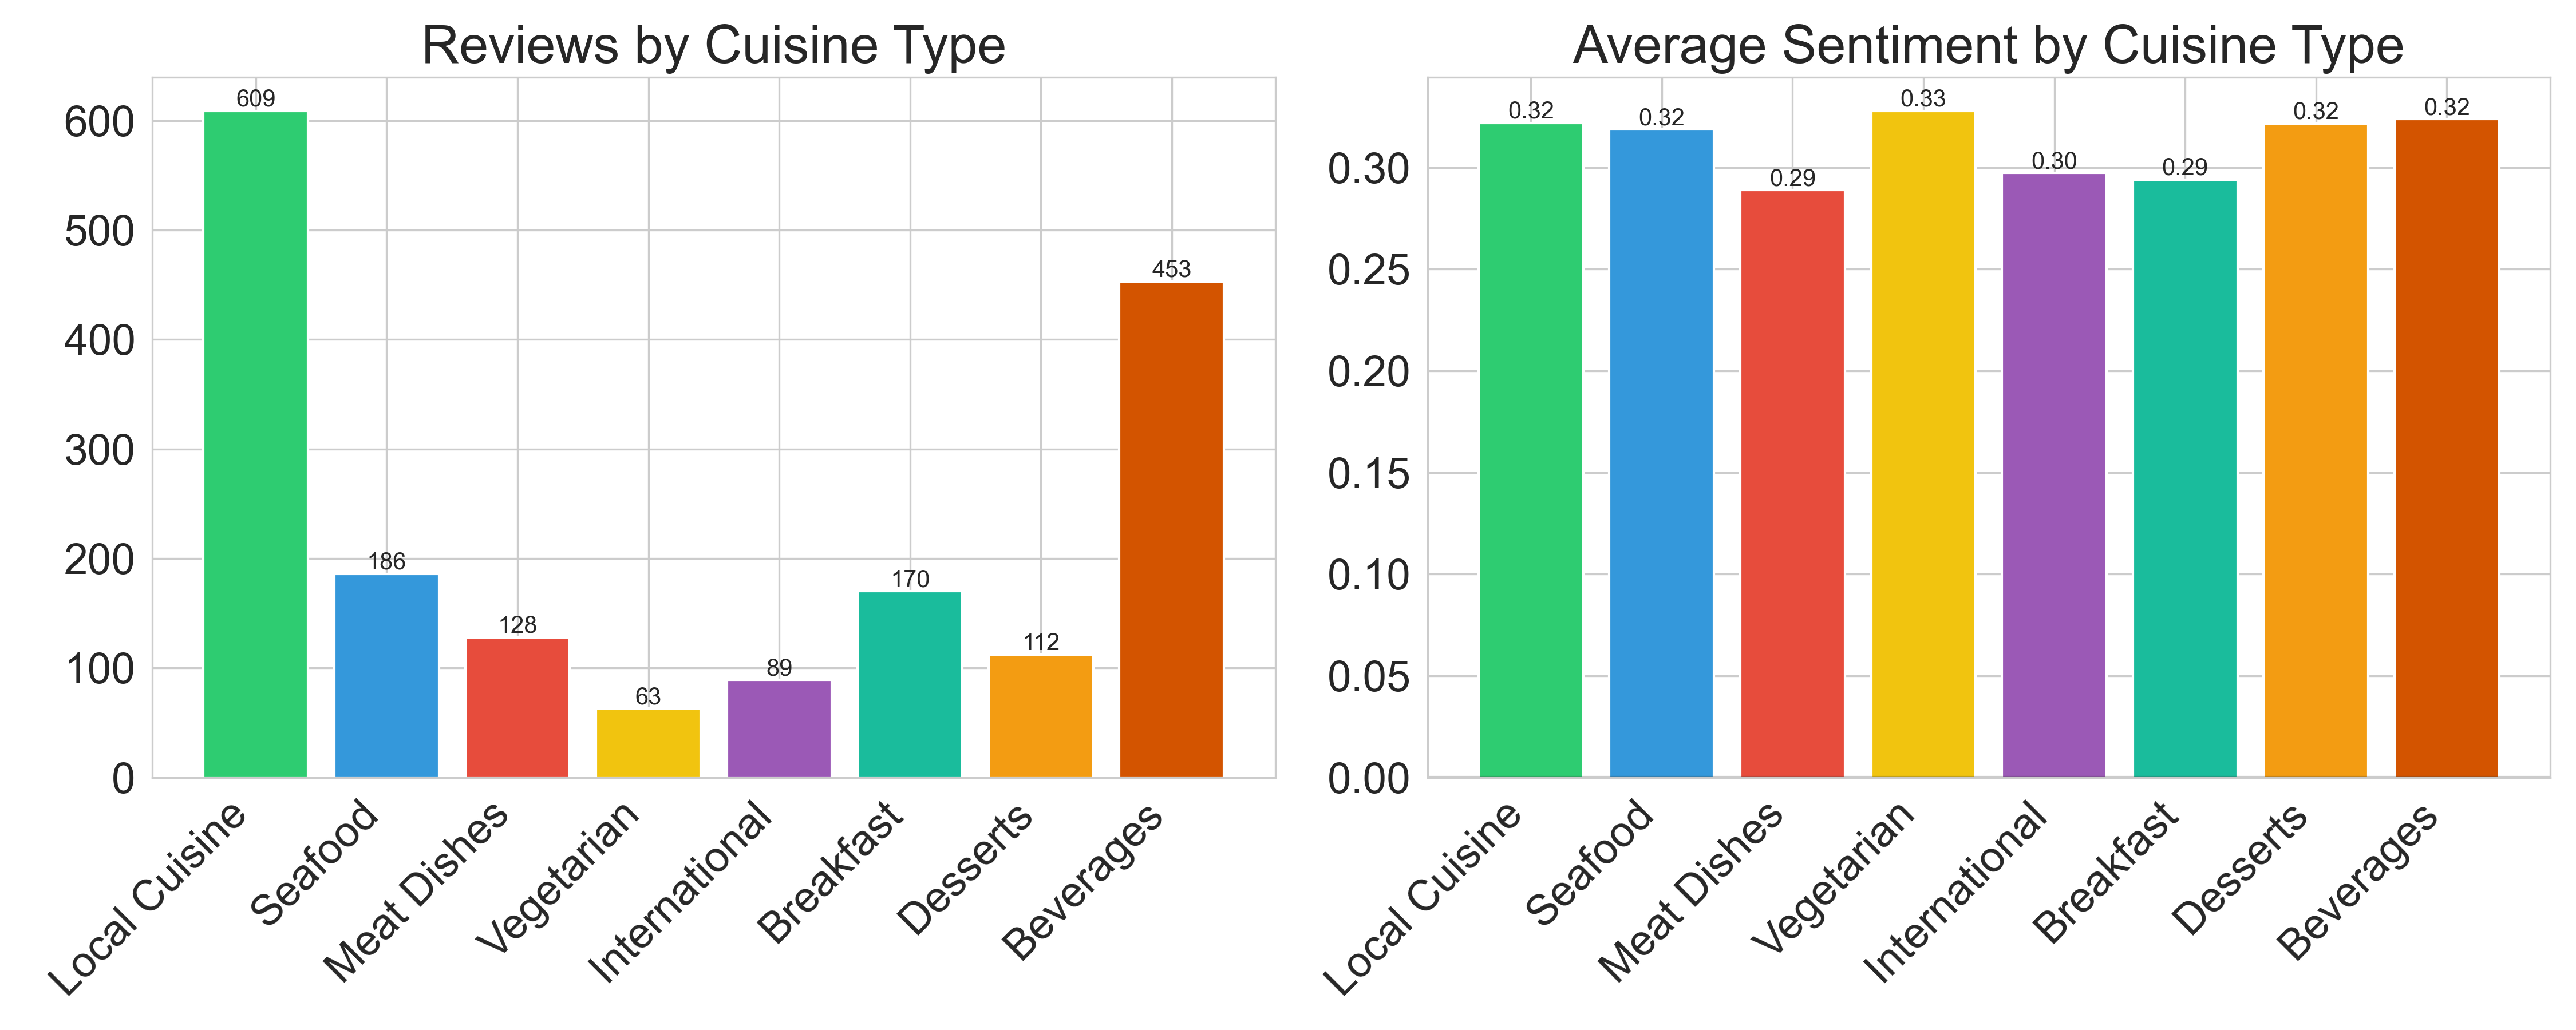 Reviews by Cuisine Type
600
500
400
300
200
100
0
609
186
128
63
89
170
112
453
Local Cuisine
Seafood
Meat Dishes
Vegetarian
International
Breakfast
Desserts
Beverages
Average Sentiment by Cuisine Type
0.30
0.25
0.20
0.15
0.10
0.05
0.00
0.32
0.32
0.29
0.33
0.30
0.29
0.32
0.32
Local Cuisine
Seafood
Meat Dishes
Vegetarian
International
Breakfast
Desserts
Beverages